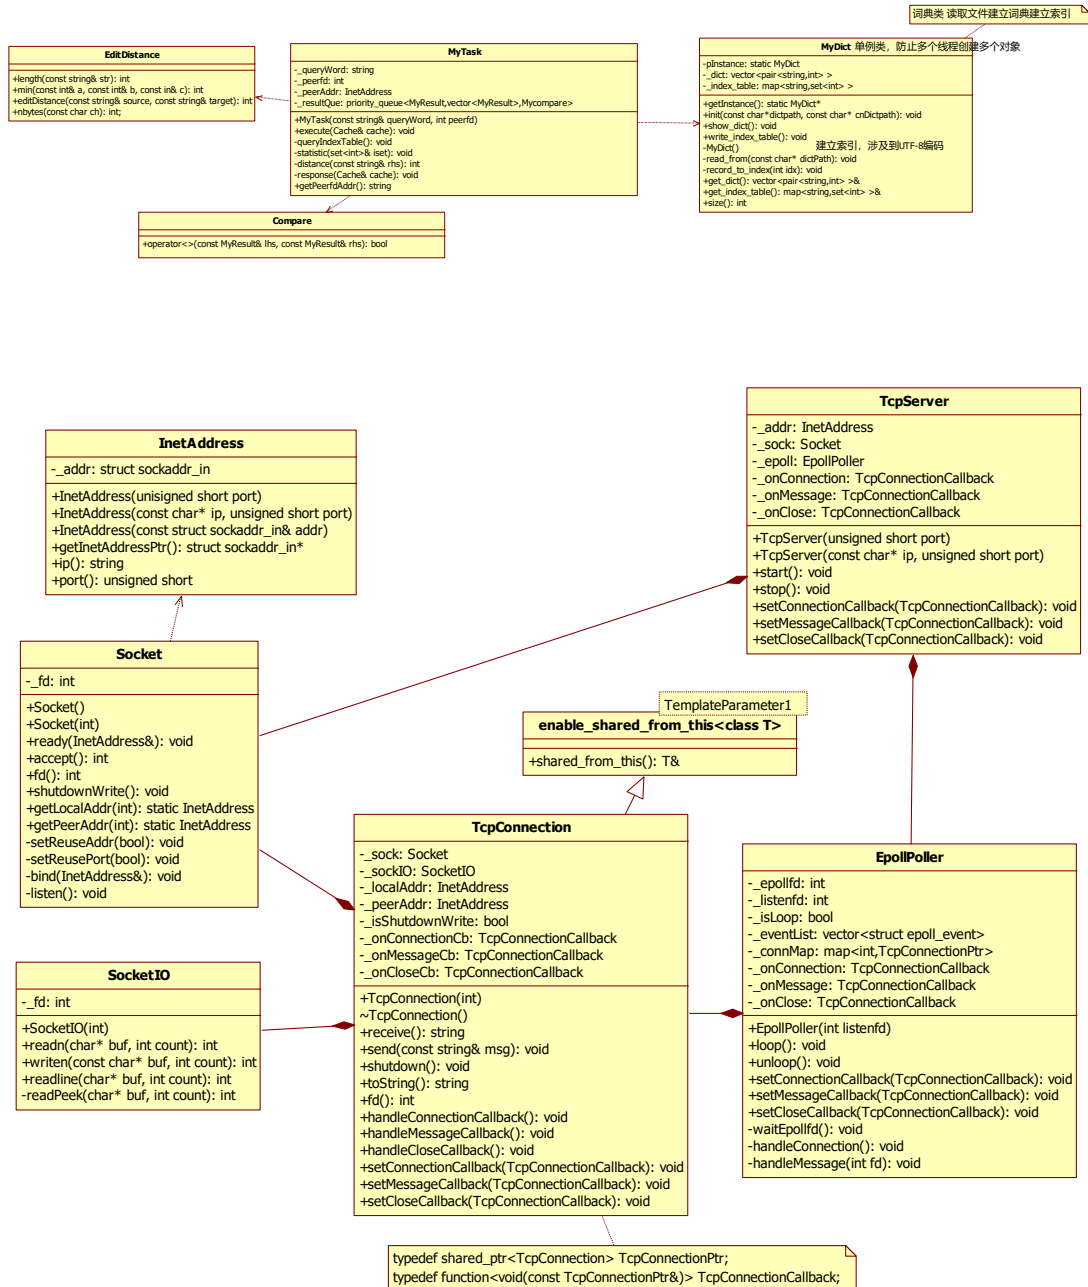 词典类 读取文件建立词典建立索引
EditDistance
+length(const string& str): int
+min(const int& a, const int& b, const in& c): int
+editDistance(const string& source, const string& target): int
+nbytes(const char ch): int;
MyTask
-_queryWord: string
-_peerfd: int
-_peerAddr: InetAddress
-_resultQue: priority_queue<MyResult,vector<MyResult>,Mycompare>
+MyTask(const string& queryWord, int peerfd)
+execute(Cache& cache): void
-queryIndexTable(): void
-statistic(set<int>& iset): void
-distance(const string& rhs): int
-response(Cache& cache): void
+getPeerfdAddr(): string
MyDict 单例类，防止多个线程创建多个对象
-pInstance: static MyDict
-_dict: vector<pair<string,int> >
-_index_table: map<string,set<int> >
+getInstance(): static MyDict*
+init(const char*dictpath, const char* cnDictpath): void
+show_dict(): void
+write_index_table(): void
-MyDict() 建立索引，涉及到UTF-8编码
-read_from(const char* dictPath): void
-record_to_index(int idx): void
+get_dict(): vector<pair<string,int> >&
+get_index_table(): map<string,set<int> >&
+size(): int
Compare
+operator<>(const MyResult& lhs, const MyResult& rhs): bool
InetAddress
-_addr: struct sockaddr_in
+InetAddress(unisigned short port)
+InetAddress(const char* ip, unsigned short port)
+InetAddress(const struct sockaddr_in& addr)
+getInetAddressPtr(): struct sockaddr_in*
+ip(): string
+port(): unsigned short
TcpServer
-_addr: InetAddress
-_sock: Socket
-_epoll: EpollPoller
-_onConnection: TcpConnectionCallback
-_onMessage: TcpConnectionCallback
-_onClose: TcpConnectionCallback
+TcpServer(unsigned short port)
+TcpServer(const char* ip, unsigned short port)
+start(): void
+stop(): void
+setConnectionCallback(TcpConnectionCallback): void
+setMessageCallback(TcpConnectionCallback): void
+setCloseCallback(TcpConnectionCallback): void
Socket
-_fd: int
+Socket()
+Socket(int)
+ready(InetAddress&): void
+accept(): int
+fd(): int
+shutdownWrite(): void
+getLocalAddr(int): static InetAddress
+getPeerAddr(int): static InetAddress
-setReuseAddr(bool): void
-setReusePort(bool): void
-bind(InetAddress&): void
-listen(): void
TemplateParameter1
enable_shared_from_this<class T>
+shared_from_this(): T&
TcpConnection
-_sock: Socket
-_sockIO: SocketIO
-_localAddr: InetAddress
-_peerAddr: InetAddress
-_isShutdownWrite: bool
-_onConnectionCb: TcpConnectionCallback
-_onMessageCb: TcpConnectionCallback
-_onCloseCb: TcpConnectionCallback
+TcpConnection(int)
~TcpConnection()
+receive(): string
+send(const string& msg): void
+shutdown(): void
+toString(): string
+fd(): int
+handleConnectionCallback(): void
+handleMessageCallback(): void
+handleCloseCallback(): void
+setConnectionCallback(TcpConnectionCallback): void
+setMessageCallback(TcpConnectionCallback): void
+setCloseCallback(TcpConnectionCallback): void
EpollPoller
-_epollfd: int
-_listenfd: int
-_isLoop: bool
-_eventList: vector<struct epoll_event>
-_connMap: map<int,TcpConnectionPtr>
-_onConnection: TcpConnectionCallback
-_onMessage: TcpConnectionCallback
-_onClose: TcpConnectionCallback
+EpollPoller(int listenfd)
+loop(): void
+unloop(): void
+setConnectionCallback(TcpConnectionCallback): void
+setMessageCallback(TcpConnectionCallback): void
+setCloseCallback(TcpConnectionCallback): void
-waitEpollfd(): void
-handleConnection(): void
-handleMessage(int fd): void
SocketIO
-_fd: int
+SocketIO(int)
+readn(char* buf, int count): int
+writen(const char* buf, int count): int
+readline(char* buf, int count): int
-readPeek(char* buf, int count): int
typedef shared_ptr<TcpConnection> TcpConnectionPtr;
typedef function<void(const TcpConnectionPtr&)> TcpConnectionCallback;